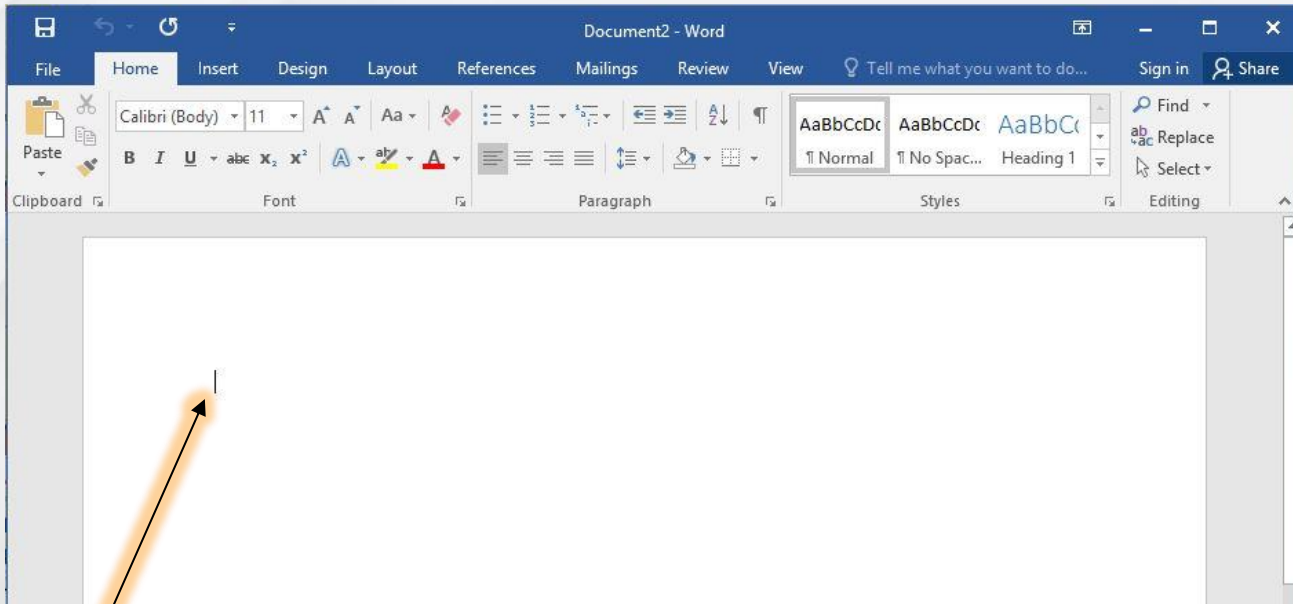 Document2 - Word
File Home Insert Design Layout References Mailings Review View Tell me what you want to do... Sign in Share
Calibri (Body) 11 A A Aa AaBbCcDc AaBbCcDc AaBbC Find
Paste B I U abc x₂ x² A aby A ¶ Normal ¶ No Spac... Heading 1 Replace
Select
Clipboard Font Paragraph Styles Editing